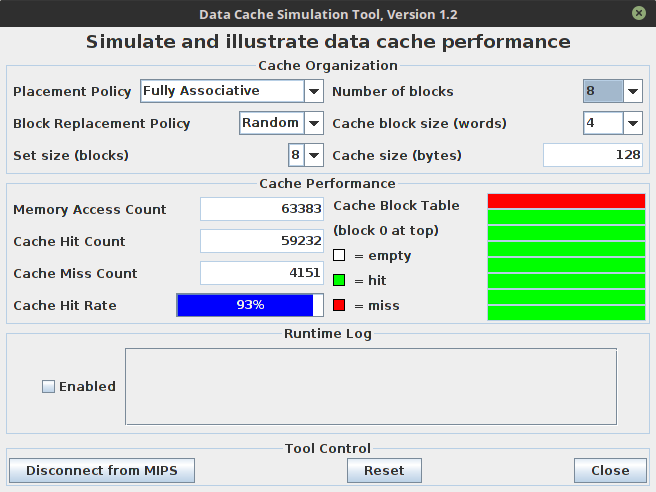 Data Cache Simulation Tool, Version 1.2
Simulate and illustrate data cache performance
Cache Organization
Placement Policy Fully Associative Number of blocks 8
Block Replacement Policy Random Cache block size (words) 4
Set size (blocks) 8 Cache size (bytes) 128
Cache Performance
Memory Access Count 63383 Cache Block Table
(block 0 at top)
Cache Hit Count 59232
= empty
Cache Miss Count 4151 = hit
Cache Hit Rate 93% = miss
Runtime Log
Enabled
Tool Control
Disconnect from MIPS Reset Close